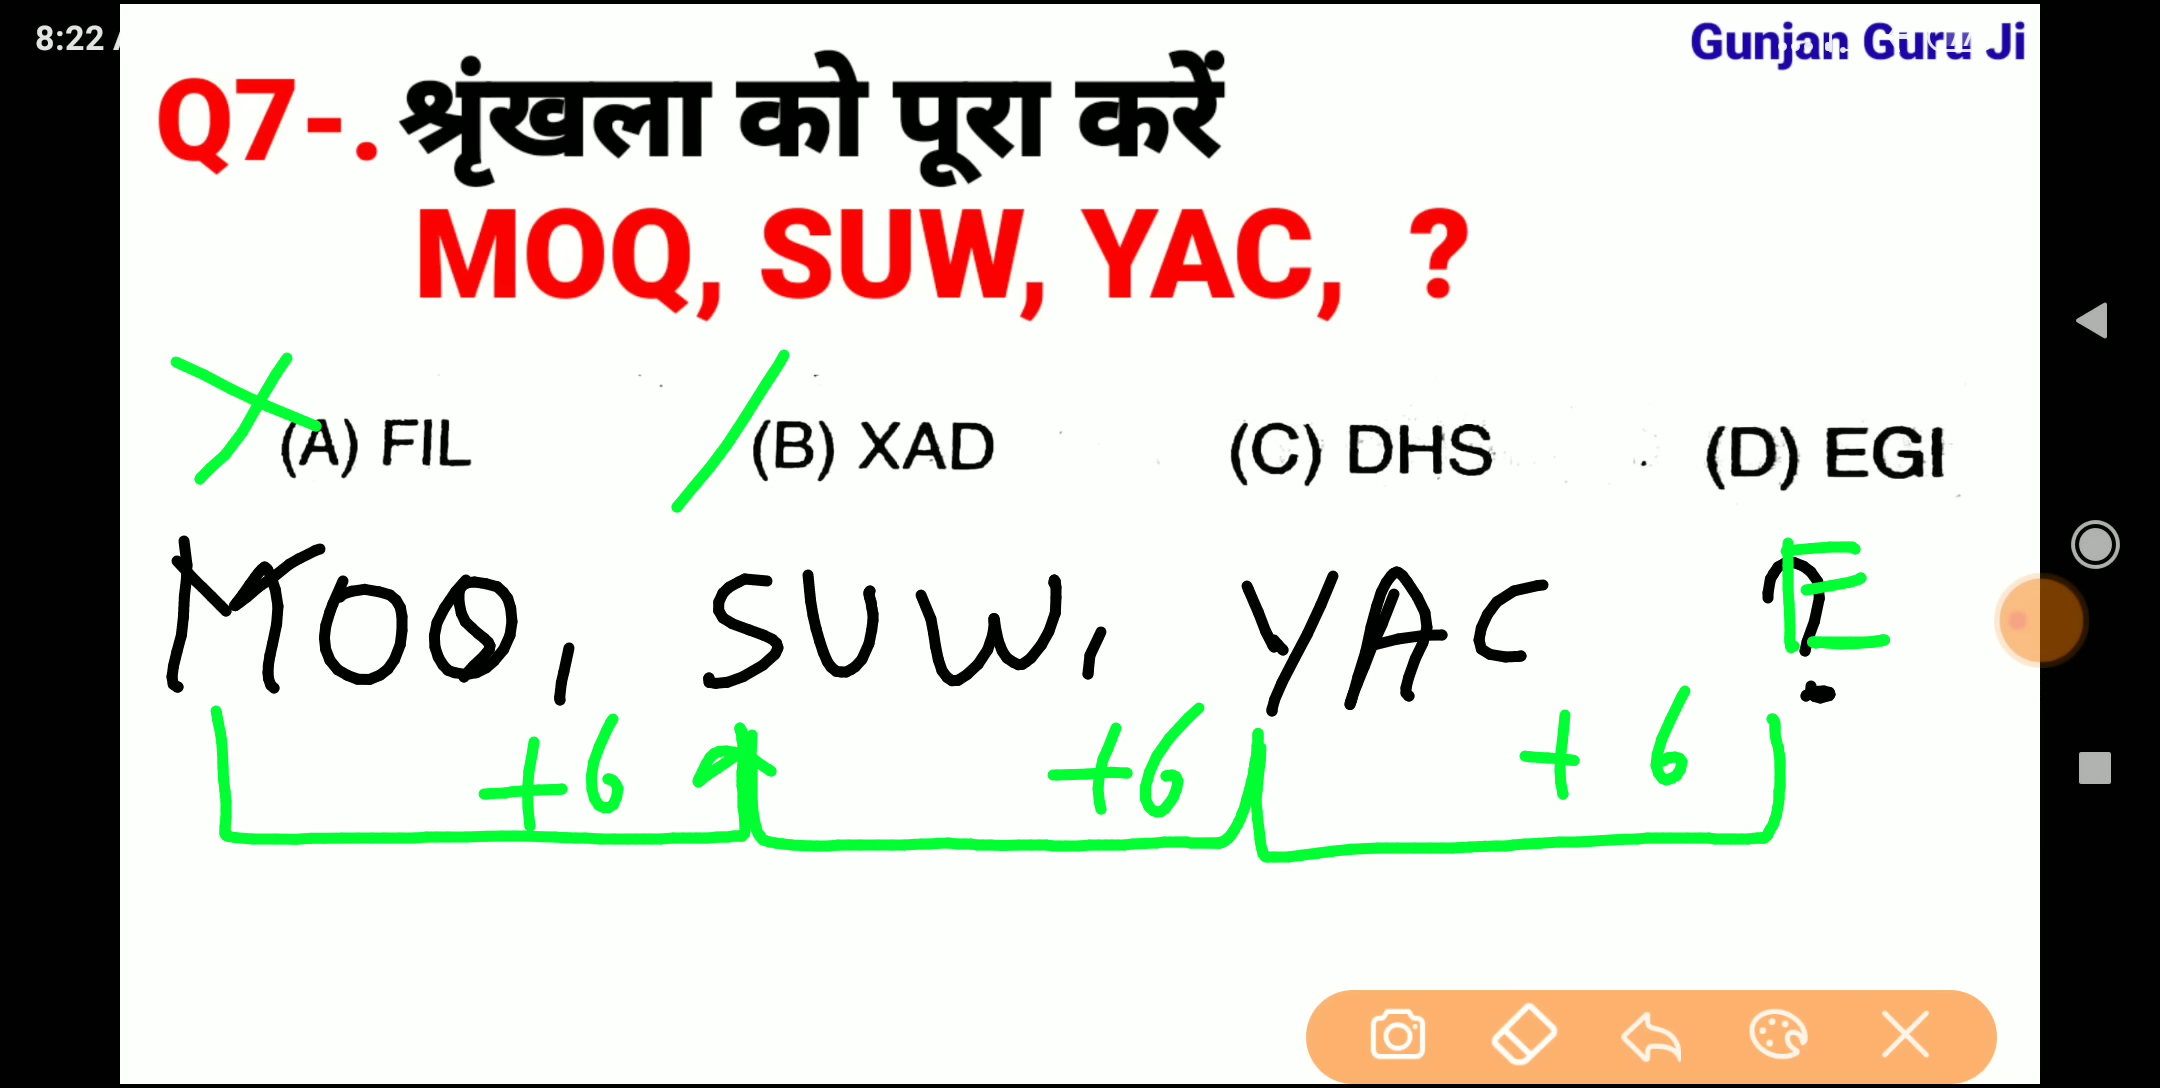 8:22
Gunjan Guru Ji
Q7-. श्रृंखला को पूरा करें
MOQ, SUW, YAC, ?
(A) FIL (B) XAD (C) DHS (D) EGI
MOQ, SUW, YAC ? E
+6 +6 +6